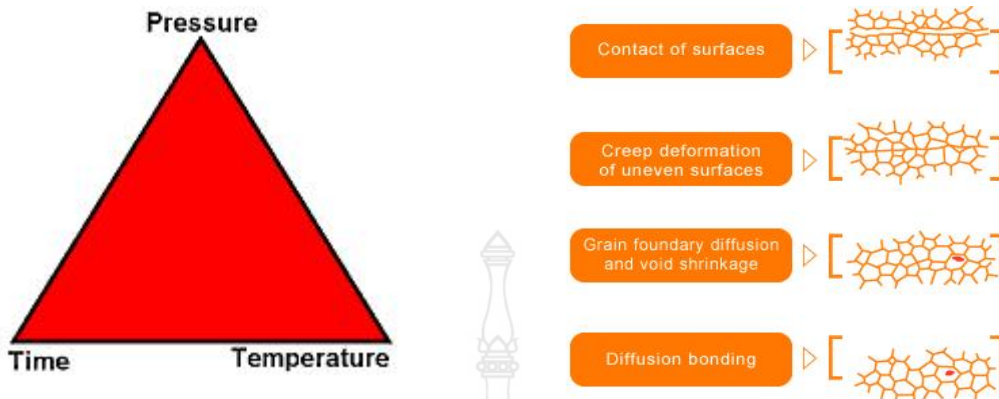 Pressure
Time
Temperature
Contact of surfaces
Creep deformation
of uneven surfaces
Grain foundary diffusion
and void shrinkage
Diffusion bonding